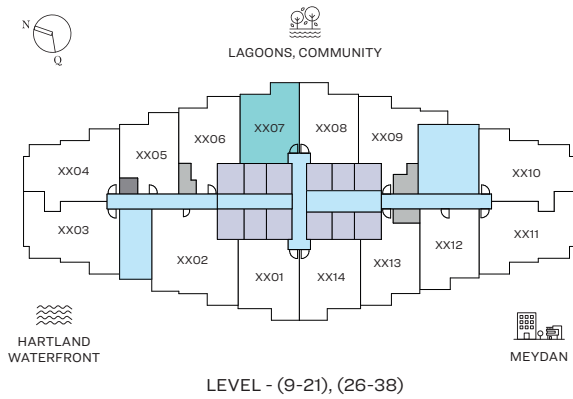 N
Q
LAGOONS, COMMUNITY
XX07
XX08
XX06
XX09
XX05
XX04
XX10
XX03
XX11
XX02
XX12
XX01
XX14
XX13
HARTLAND
WATERFRONT
MEYDAN
LEVEL - (9-21), (26-38)